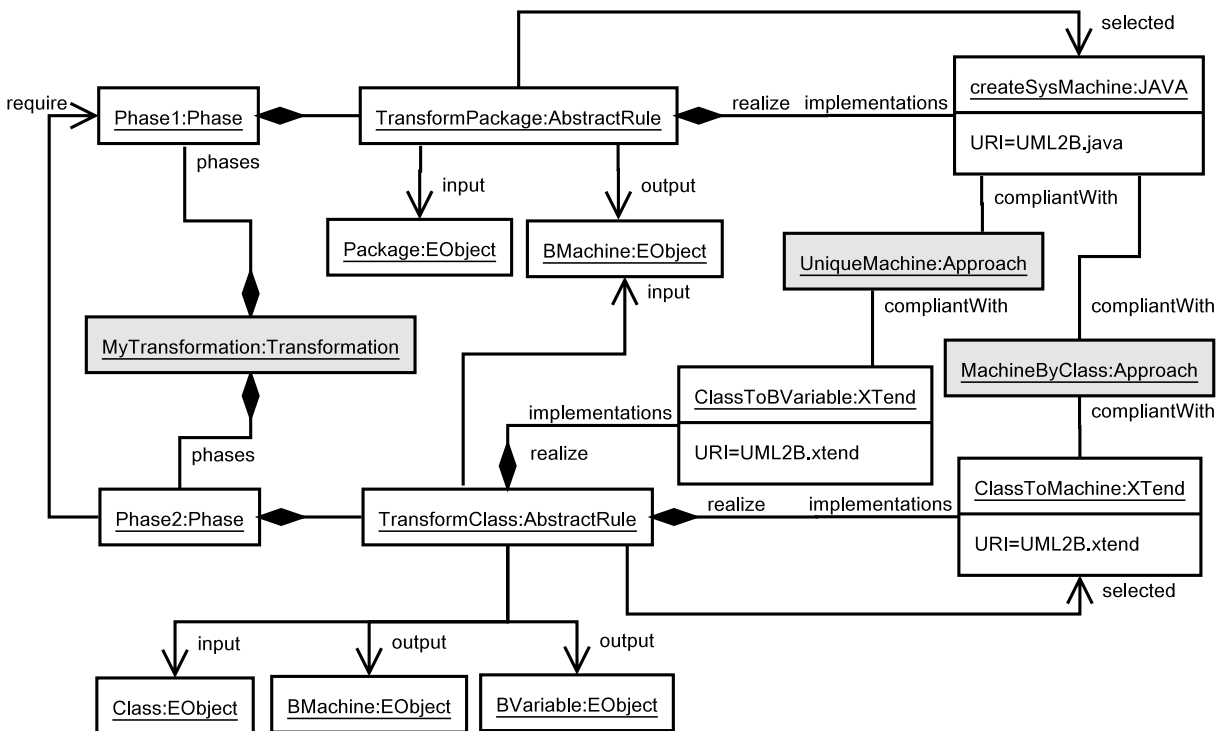 selected
createSysMachine:JAVA
require
Phase1:Phase
TransformPackage:AbstractRule
realize
implementations
URI=UML2B.java
phases
input
output
compliantWith
Package:EObject
BMachine:EObject
UniqueMachine:Approach
input
compliantWith
compliantWith
MyTransformation:Transformation
MachineByClass:Approach
ClassToBVariable:XTend
implementations
compliantWith
phases
realize
URI=UML2B.xtend
ClassToMachine:XTend
Phase2:Phase
TransformClass:AbstractRule
realize
implementations
URI=UML2B.xtend
selected
input
output
output
Class:EObject
BMachine:EObject
BVariable:EObject